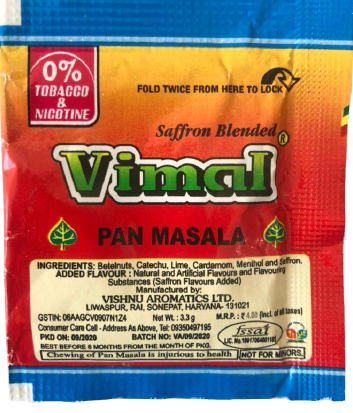 0%
TOBACCO
&
NICOTINE
FOLD TWICE FROM HERE TO LOCK
Saffron Blended
Vimal®
PAN MASALA
INGREDIENTS: Betelnuts, Catechu, Lime, Cardamom, Menthol and Saffron.
ADDED FLAVOUR : Natural and Artificial Flavours and Flavouring
Substances (Saffron Flavours Added)
Manufactured by:
VISHNU AROMATICS LTD.
LIWASPUR, RAI, SONEPAT, HARYANA- 131021
GSTIN: 06AAGCV0907N1Z4 Net Wt.: 3.3 g M.R.P. : ₹ 4.00 (Incl. of all taxes)
Consumer Care Cell - Address As Above, Tel: 09350497195
PKD ON: 09/2020 BATCH NO: VA/09/2020
fssai
LIC. No.
BEST BEFORE 6 MONTHS FROM THE MONTH OF PKG.
Chewing of Pan Masala is injurious to health NOT FOR MINORS.